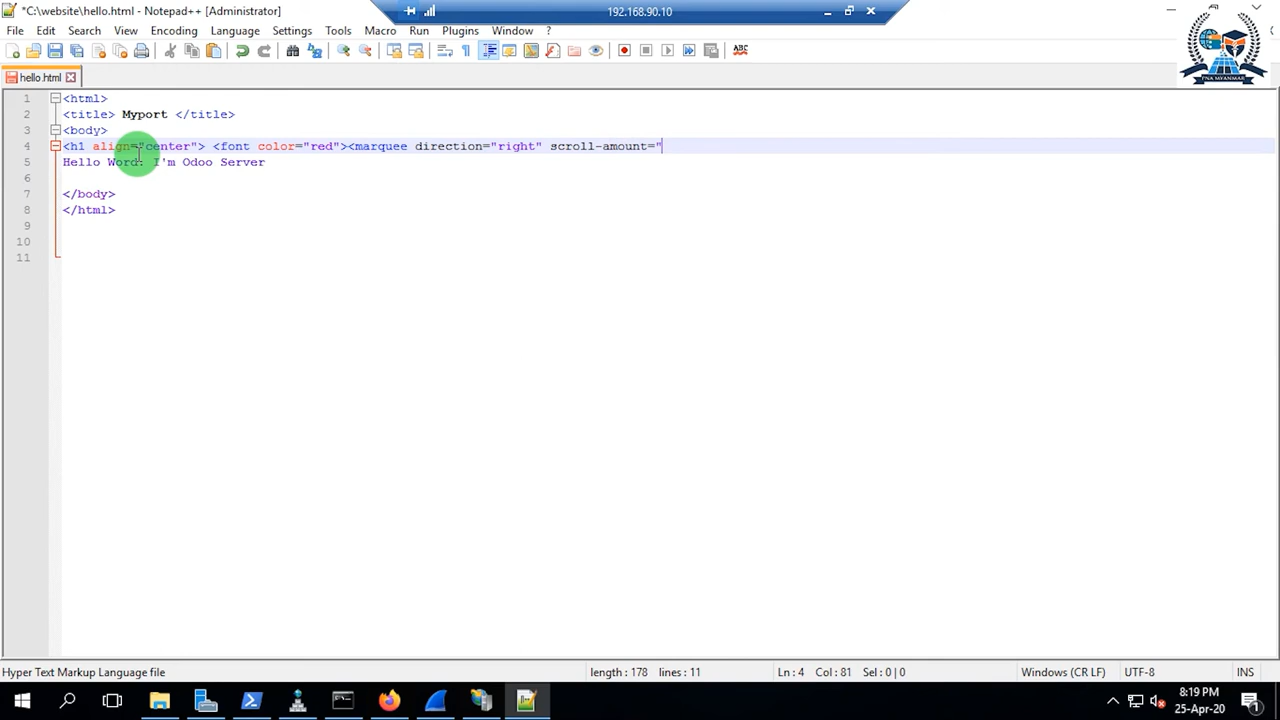 *C:\website\hello.html - Notepad++ [Administrator]
192.168.90.10
File Edit Search View Encoding Language Settings Tools Macro Run Plugins Window ?
ABC
PNA MYANMAR
hello.html
1 <html>
2 <title> Myport </title>
3 <body>
4 <h1 align="center"> <font color="red"><marquee direction="right" scroll-amount="
5 Hello Word! I'm Odoo Server
6
7 </body>
8 </html>
9
10
11
Hyper Text Markup Language file length : 178 lines : 11 Ln : 4 Col : 81 Sel : 0 | 0 Windows (CR LF) UTF-8 INS
8:19 PM
25-Apr-20
1